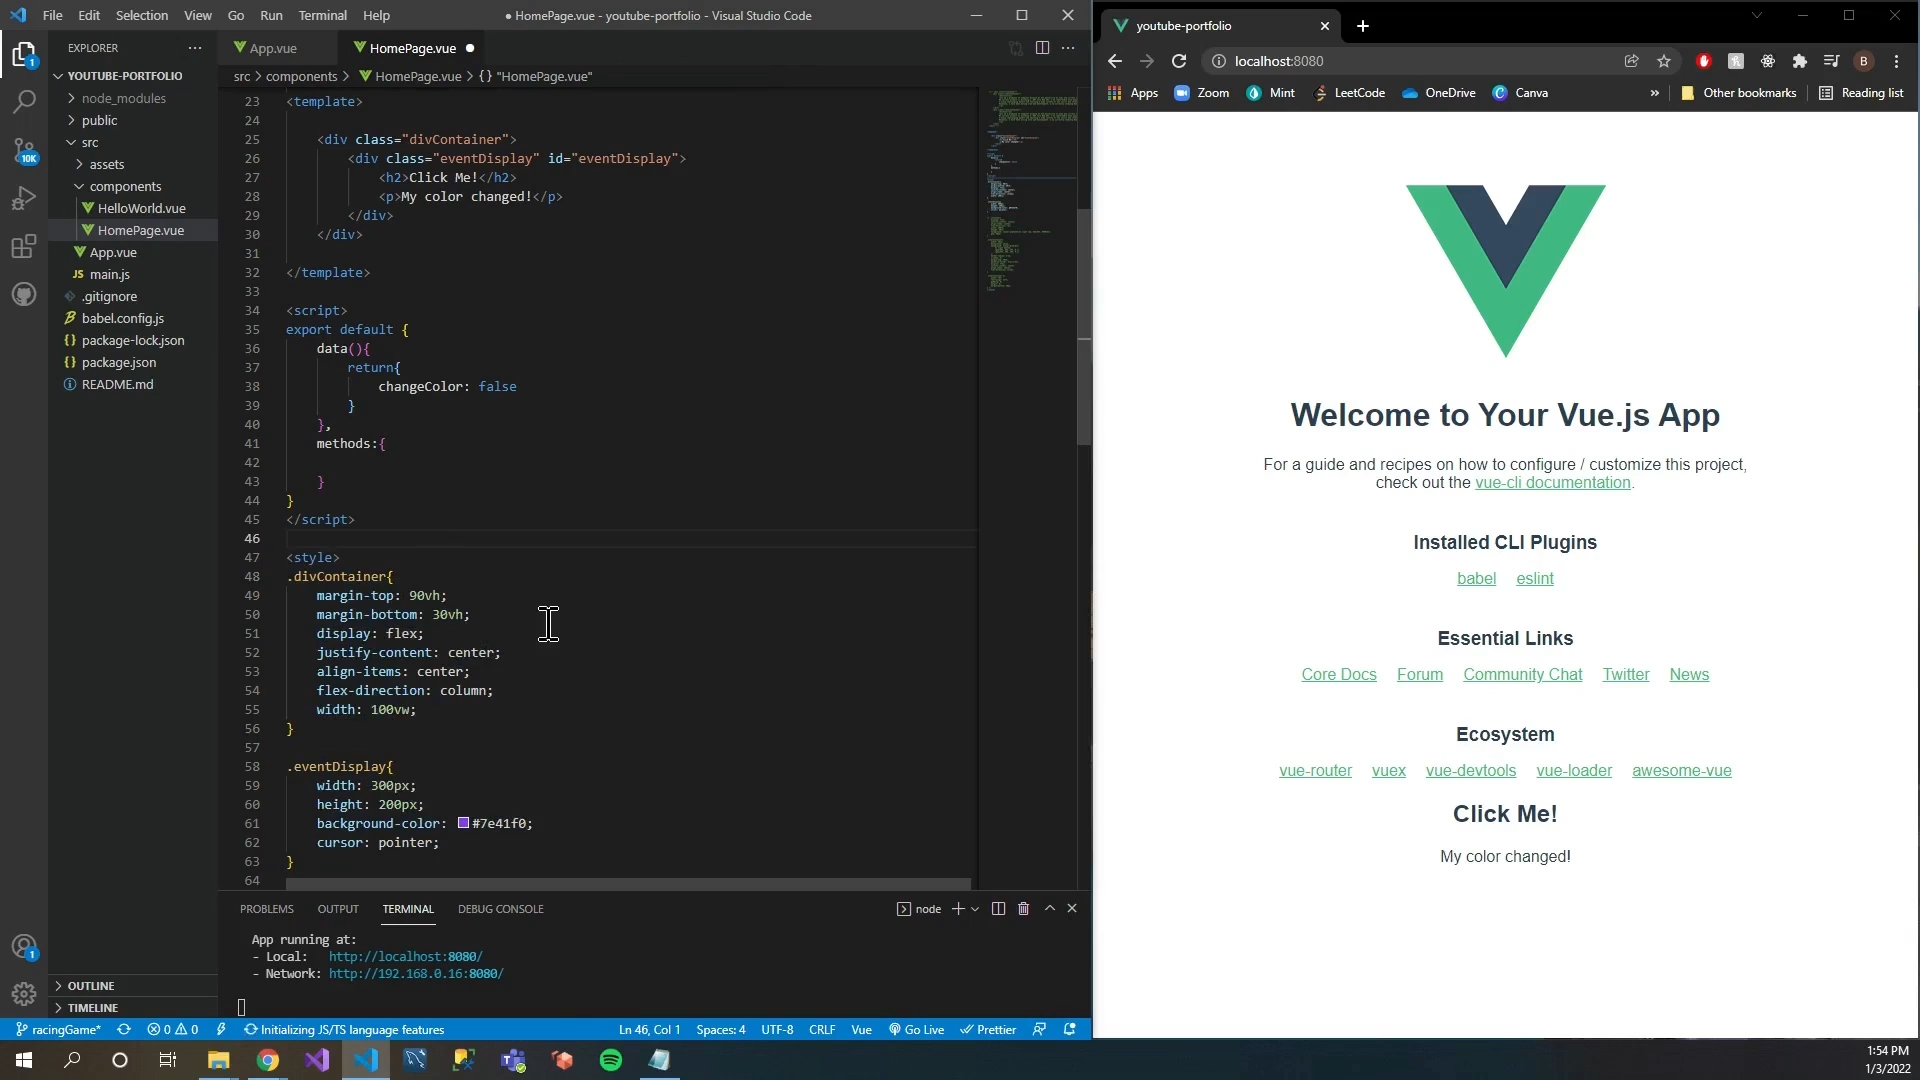 File Edit Selection View Go Run Terminal Help
● HomePage.vue - youtube-portfolio - Visual Studio Code
EXPLORER
YOUTUBE-PORTFOLIO
node_modules
public
src
assets
components
HelloWorld.vue
HomePage.vue
App.vue
JS main.js
.gitignore
babel.config.js
{} package-lock.json
{} package.json
README.md
OUTLINE
TIMELINE
1
10K
1
App.vue
HomePage.vue ●
src > components > HomePage.vue > {} "HomePage.vue"
23 <template>
24
25 <div class="divContainer">
26 <div class="eventDisplay" id="eventDisplay">
27 <h2>Click Me!</h2>
28 <p>My color changed!</p>
29 </div>
30 </div>
31
32 </template>
33
34 <script>
35 export default {
36 data(){
37 return{
38 changeColor: false
39 }
40 },
41 methods:{
42
43 }
44 }
45 </script>
46
47 <style>
48 .divContainer{
49 margin-top: 90vh;
50 margin-bottom: 30vh;
51 display: flex;
52 justify-content: center;
53 align-items: center;
54 flex-direction: column;
55 width: 100vw;
56 }
57
58 .eventDisplay{
59 width: 300px;
60 height: 200px;
61 background-color: #7e41f0;
62 cursor: pointer;
63 }
64
PROBLEMS OUTPUT TERMINAL DEBUG CONSOLE
node
App running at:
- Local: http://localhost:8080/
- Network: http://192.168.0.16:8080/
racingGame* 0 0 Initializing JS/TS language features
Ln 46, Col 1 Spaces: 4 UTF-8 CRLF Vue Go Live Prettier
youtube-portfolio
localhost:8080
B
Apps Zoom Mint LeetCode OneDrive Canva » Other bookmarks Reading list
Welcome to Your Vue.js App
For a guide and recipes on how to configure / customize this project,
check out the vue-cli documentation.
Installed CLI Plugins
babel eslint
Essential Links
Core Docs Forum Community Chat Twitter News
Ecosystem
vue-router vuex vue-devtools vue-loader awesome-vue
Click Me!
My color changed!
1:54 PM
1/3/2022